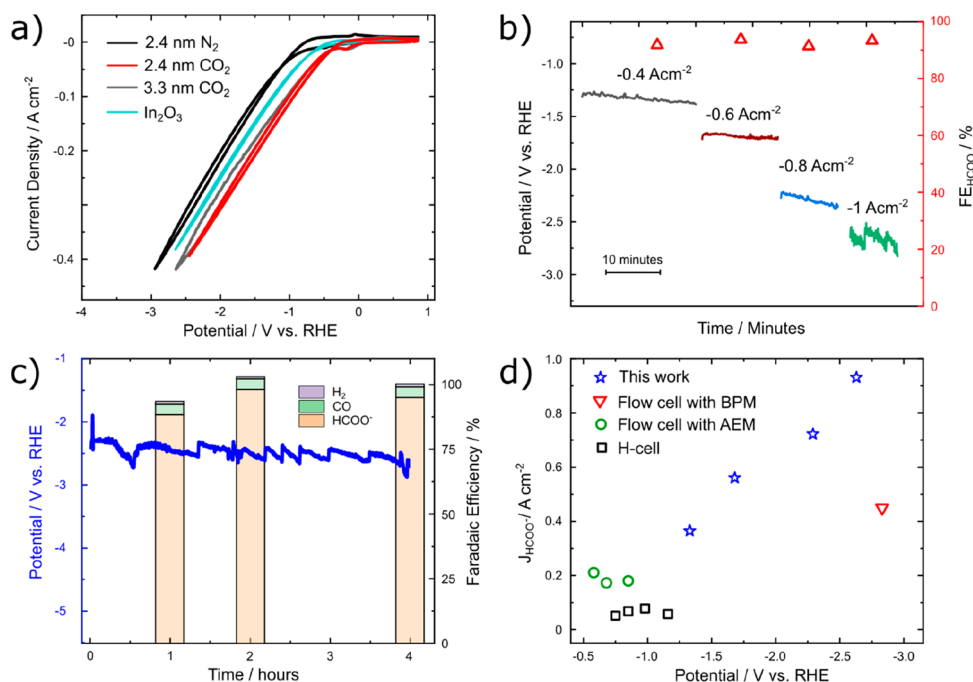 a)
2.4 nm N₂
2.4 nm CO₂
3.3 nm CO₂
In₂O₃
-0
-0.1
-0.2
-0.3
-0.4
Current Density / A cm⁻²
-3 -2 -1 0 1
Potential / V vs. RHE
b)
-0.4 Acm⁻²
-0.6 Acm⁻²
-0.8 Acm⁻²
-1 Acm⁻²
10 minutes
-1.0
-1.5
-2.0
-2.5
-3.0
Potential / V vs. RHE
100
80
60
40
20
0
FE_HCOO / %
Time / Minutes
c)
H₂
CO
HCOO⁻
-1
-2
-3
-4
-5
Potential / V vs. RHE
100
75
50
25
0
Faradaic Efficiency / %
0 1 2 3 4
Time / hours
d)
This work
Flow cell with BPM
Flow cell with AEM
H-cell
1.0
0.8
0.6
0.4
0.2
0.0
J_HCOO⁻/ A cm⁻²
-0.5 -1.0 -1.5 -2.0 -2.5 -3.0
Potential / V vs. RHE